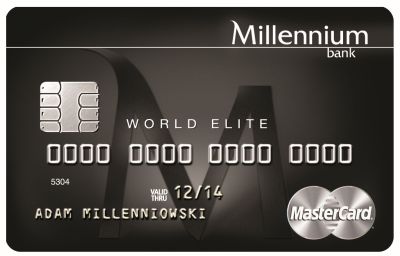 Millennium
bank
WORLD ELITE
0000 0000 0000 0000
5304
VALID
THRU
12/14
ADAM MILLENNIOWSKI
MasterCard